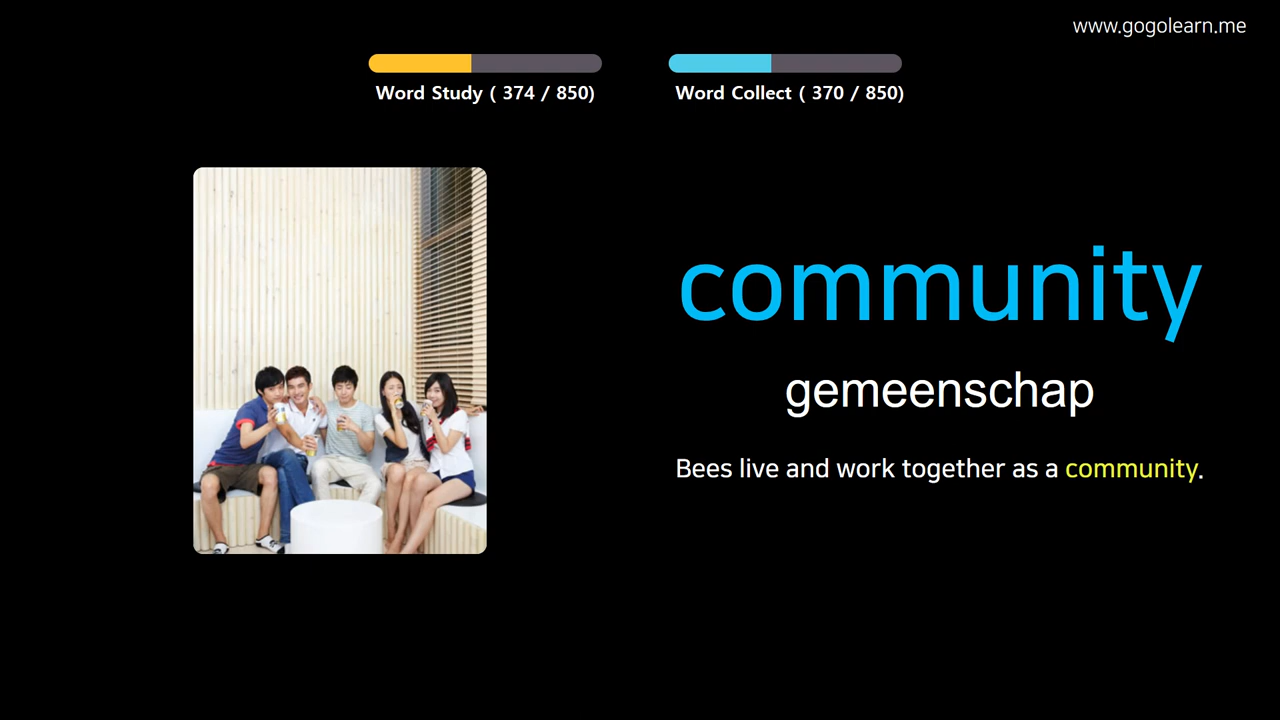 www.gogolearn.me
Word Study ( 374 / 850)
Word Collect ( 370 / 850)
community
gemeenschap
Bees live and work together as a community.